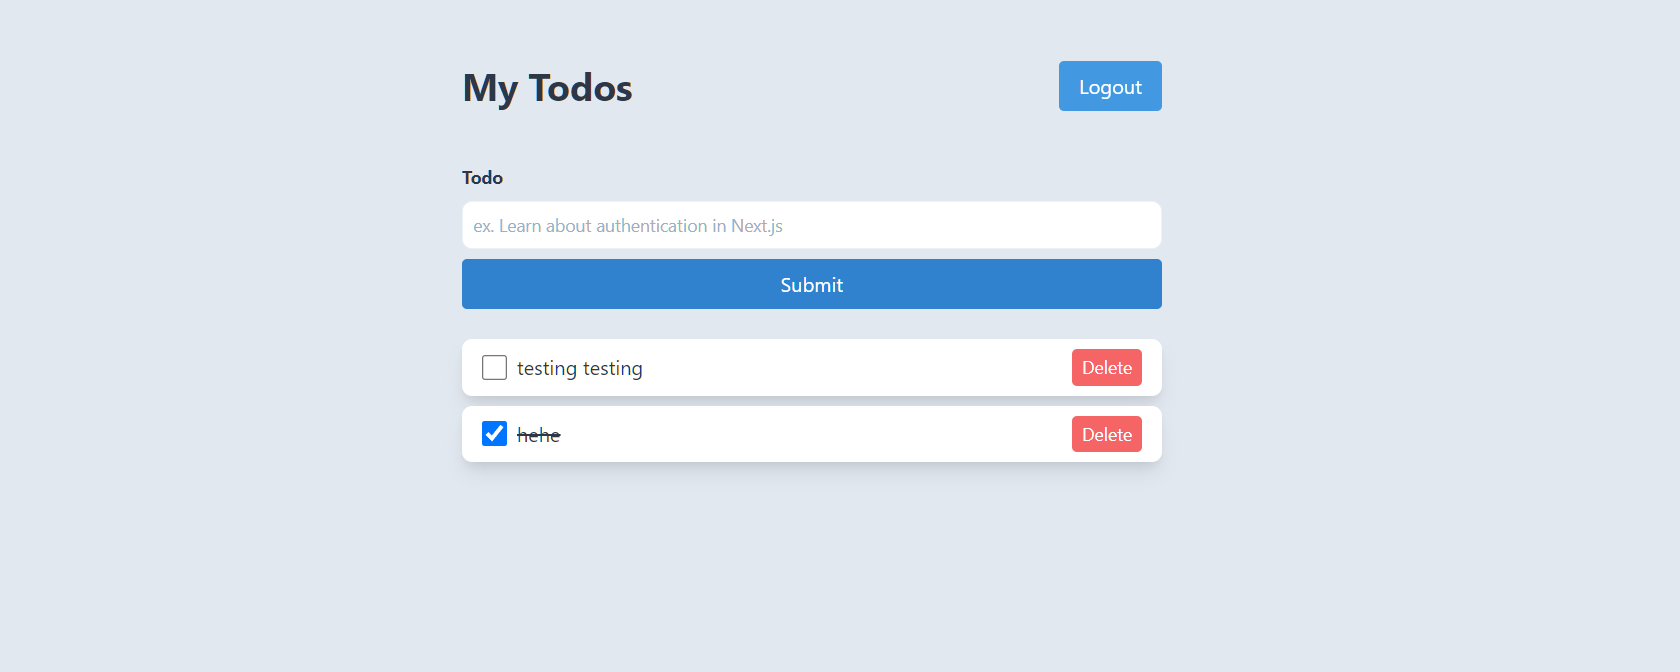 My Todos
Logout
Todo
ex. Learn about authentication in Next.js
Submit
testing testing
Delete
hehe
Delete